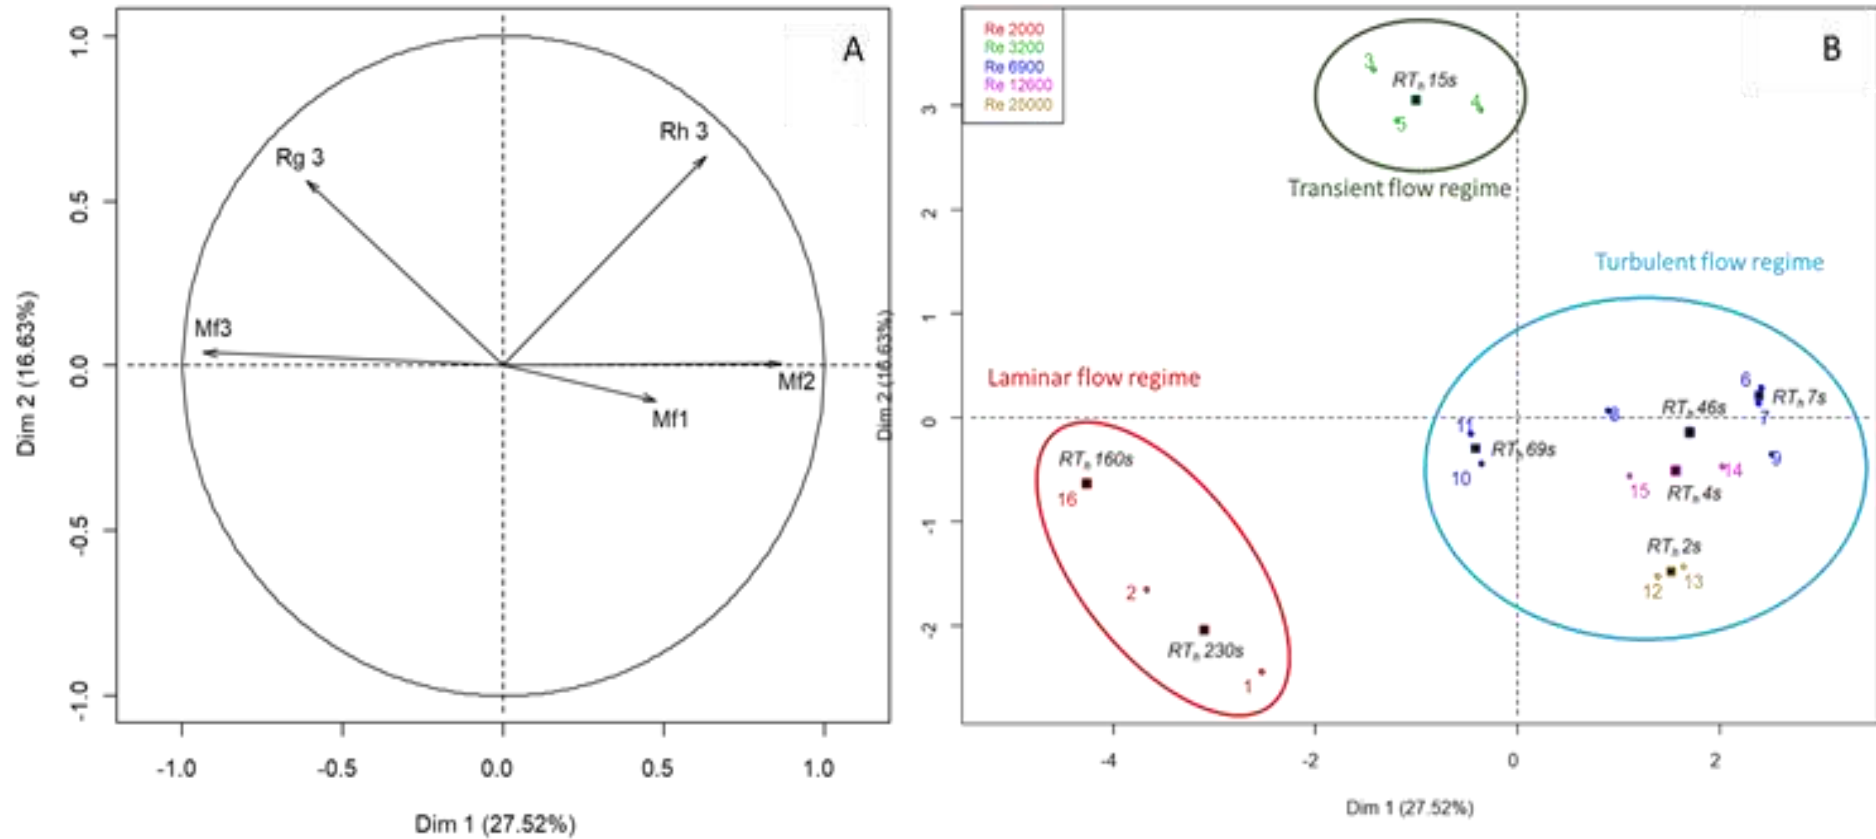 A
1.0
0.5
0.0
-0.5
-1.0
Dim 2 (16.63%)
Rg 3
Rh 3
Mf3
Mf2
Mf1
-1.0
-0.5
0.0
0.5
1.0
Dim 1 (27.52%)
B
Re 2000
Re 3200
Re 6900
Re 12600
Re 25000
3
2
1
0
-1
-2
Dim 2 (16.63%)
3
RTh 15s
4
5
Transient flow regime
Turbulent flow regime
Laminar flow regime
6
RTh 7s
7
8
RTh 46s
11
RTh 69s
9
10
14
15
RTh 4s
RTh 2s
12
13
RTh 160s
16
2
RTh 230s
1
-4
-2
0
2
Dim 1 (27.52%)